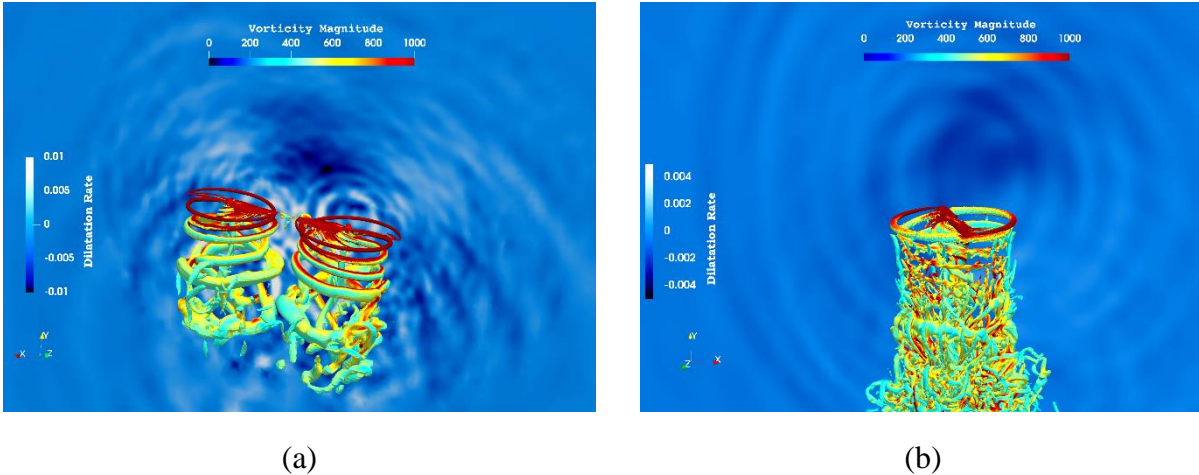 Vorticity Magnitude
0 200 400 600 800 1000
0.01
0.005
0
-0.005
-0.01
Dilatation Rate
Y
X
Z
(a)
Vorticity Magnitude
0 200 400 600 800 1000
0.004
0.002
0
-0.002
-0.004
Dilatation Rate
Y
Z
X
(b)